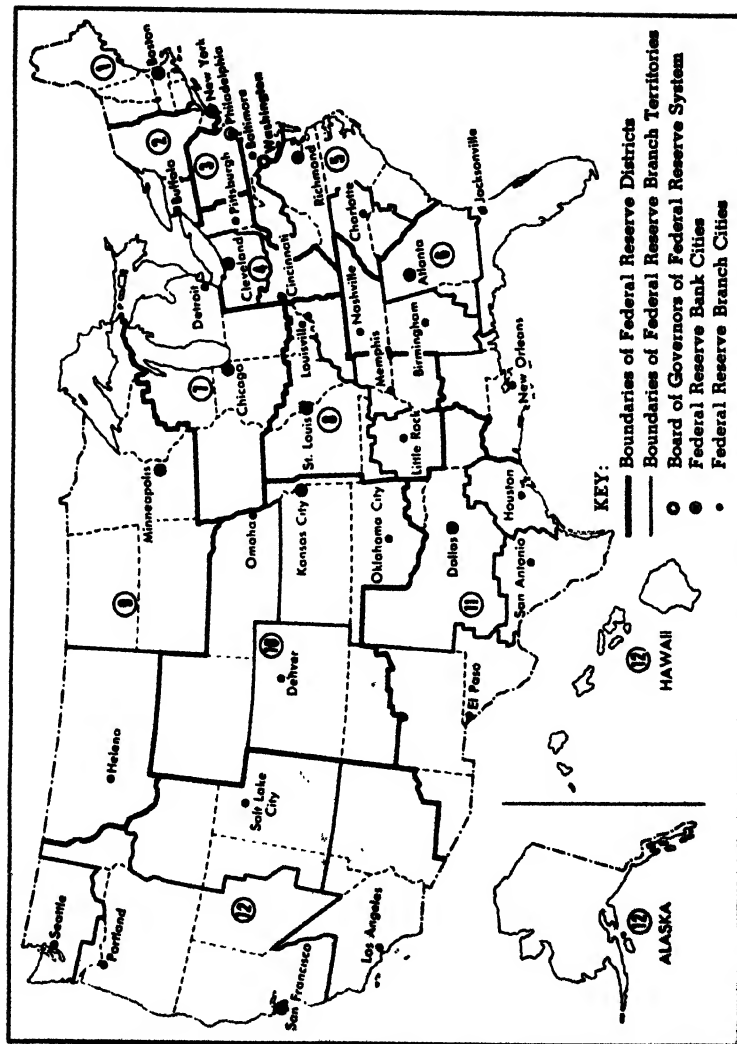 Seattle
Portland
Helena
San Francisco
Salt Lake
City
Los Angeles
12
9
Minneapolis
Omaha
10
Denver
Kansas City
Oklahoma City
Dallas
11
El Paso
San Antonio
Houston
7
Chicago
Detroit
St. Louis
8
Louisville
Little Rock
Memphis
Nashville
Birmingham
New Orleans
Atlanta
6
Jacksonville
Cleveland
4
Cincinnati
Pittsburgh
Buffalo
1
Boston
2
New York
3
Philadelphia
Baltimore
Washington
Richmond
5
Charlotte
12
ALASKA
12
HAWAII
KEY:
Boundaries of Federal Reserve Districts
Boundaries of Federal Reserve Branch Territories
Board of Governors of Federal Reserve System
Federal Reserve Bank Cities
Federal Reserve Branch Cities